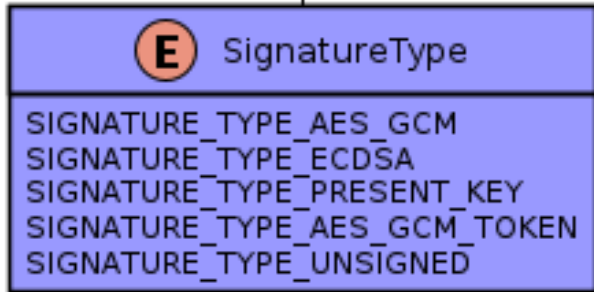 E SignatureType
SIGNATURE_TYPE_AES_GCM
SIGNATURE_TYPE_ECDSA
SIGNATURE_TYPE_PRESENT_KEY
SIGNATURE_TYPE_AES_GCM_TOKEN
SIGNATURE_TYPE_UNSIGNED